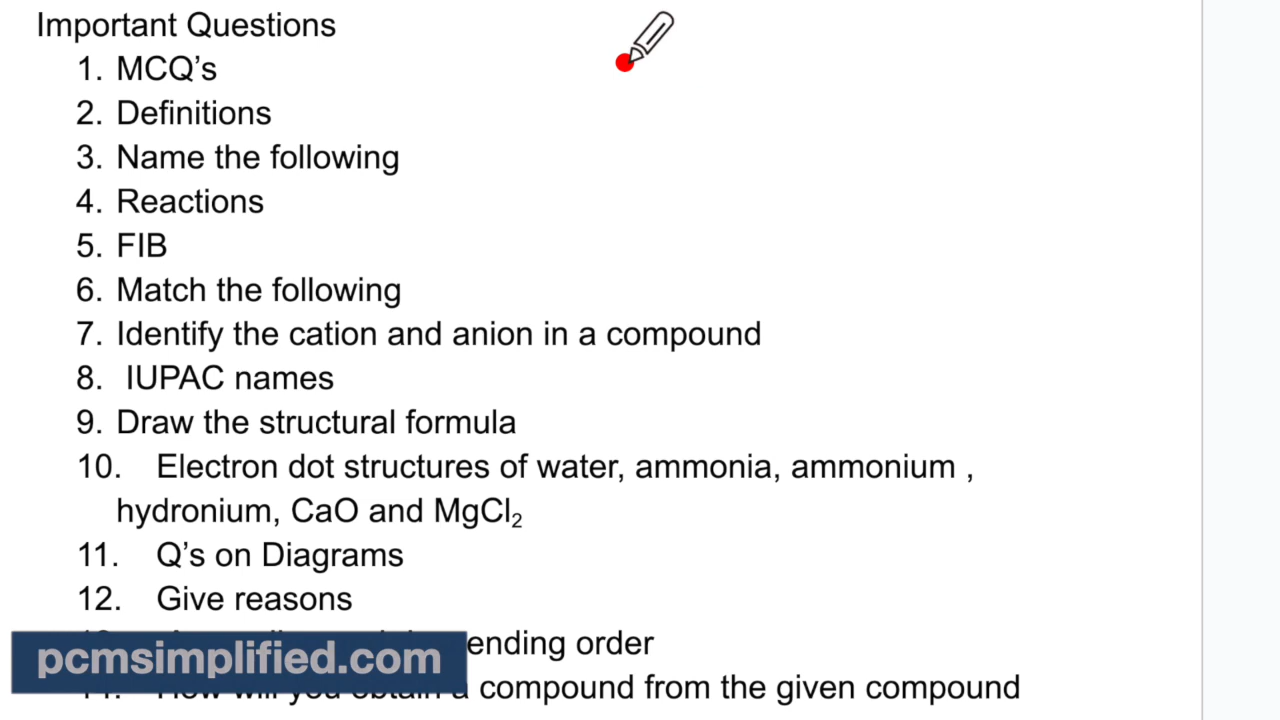 Important Questions
1. MCQ's
2. Definitions
3. Name the following
4. Reactions
5. FIB
6. Match the following
7. Identify the cation and anion in a compound
8. IUPAC names
9. Draw the structural formula
10. Electron dot structures of water, ammonia, ammonium ,
hydronium, CaO and MgCl₂
11. Q's on Diagrams
12. Give reasons
ending order
pcmsimplified.com
compound from the given compound